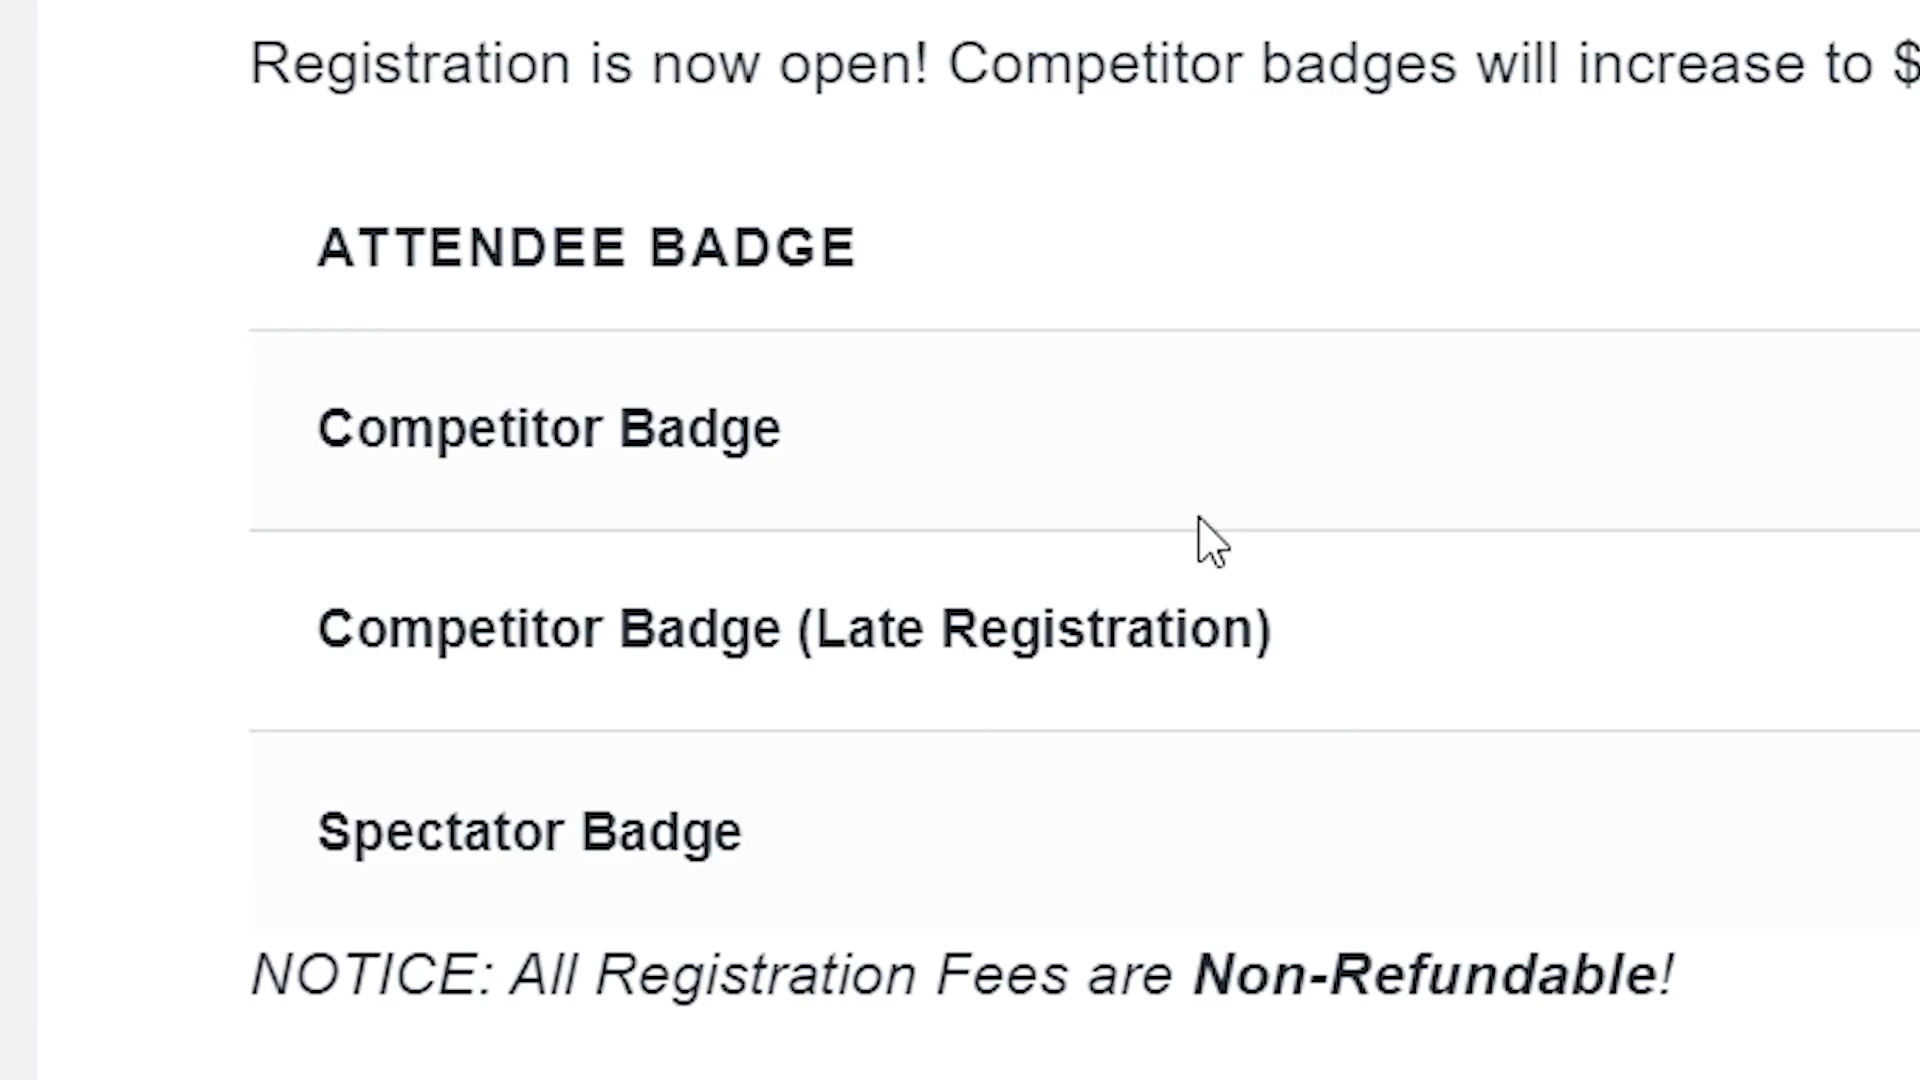 Registration is now open! Competitor badges will increase to $
ATTENDEE BADGE
Competitor Badge
Competitor Badge (Late Registration)
Spectator Badge
NOTICE: All Registration Fees are Non-Refundable!